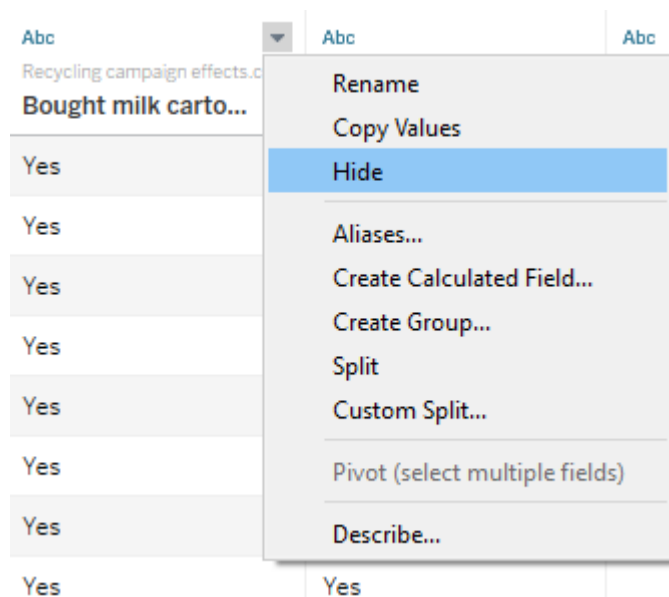 Abc
Abc
Abc
Recycling campaign effects.c
Bought milk carto...
Yes
Yes
Yes
Yes
Yes
Yes
Yes
Yes
Yes
Rename
Copy Values
Hide
Aliases...
Create Calculated Field...
Create Group...
Split
Custom Split...
Pivot (select multiple fields)
Describe...